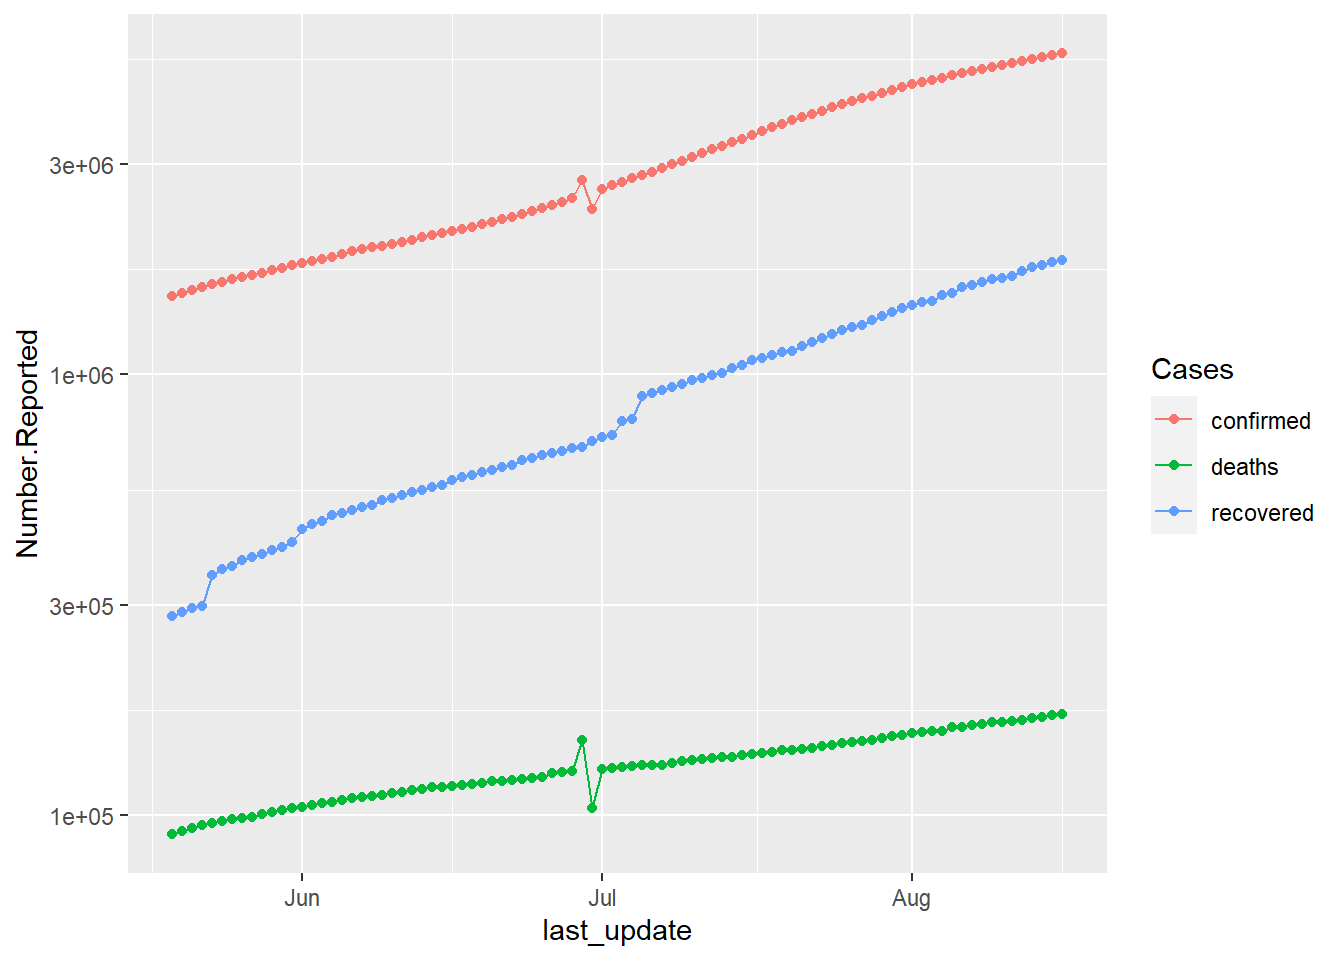 Number.Reported
3e+06
1e+06
3e+05
1e+05
Jun
Jul
Aug
last_update
Cases
confirmed
deaths
recovered